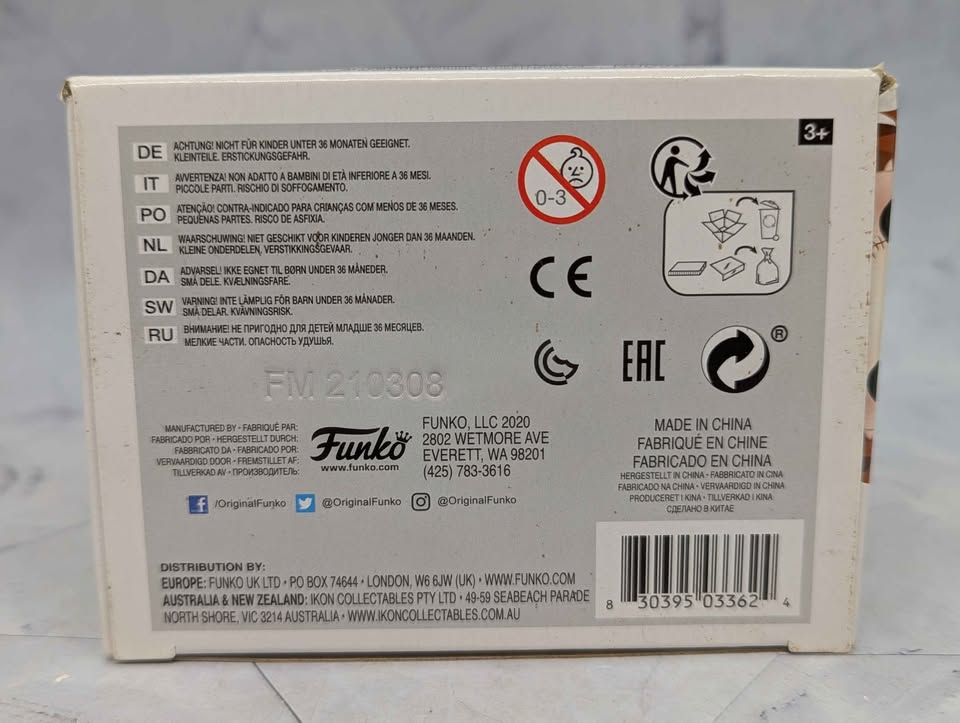 3+
DE ACHTUNG! NICHT FÜR KINDER UNTER 36 MONATEN GEEIGNET.
KLEINTEILE. ERSTICKUNGSGEFAHR.
IT AVVERTENZA! NON ADATTO A BAMBINI DI ETÀ INFERIORE A 36 MESI.
PICCOLE PARTI. RISCHIO DI SOFFOGAMENTO.
PO ATENÇÃO! CONTRA-INDICADO PARA CRIANÇAS COM MENOS DE 36 MESES.
PEQUENAS PARTES. RISCO DE ASFIXIA.
NL WAARSCHUWING! NIET GESCHIKT VOOR KINDEREN JONGER DAN 36 MAANDEN.
KLEINE ONDERDELEN, VERSTIKKINGSGEVAAR.
DA ADVARSEL! IKKE EGNET TIL BØRN UNDER 36 MÅNEDER.
SMÅ DELE. KVÆLNINGSFARE.
SW VARNING! INTE LÄMPLIG FÖR BARN UNDER 36 MÅNADER.
SMÅ DELAR. KVÄVNINGSRISK.
RU ВНИМАНИЕ! НЕ ПРИГОДНО ДЛЯ ДЕТЕЙ МЛАДШЕ 36 МЕСЯЦЕВ.
МЕЛКИЕ ЧАСТИ. ОПАСНОСТЬ УДУШЬЯ.
0-3
CE
EAC
®
FM 210308
MANUFACTURED BY • FABRIQUÉ PAR:
FABRICADO POR • HERGESTELLT DURCH:
FABBRICATO DA • FABRICADO POR:
VERVAARDIGD DOOR • FREMSTILLET AF:
TILLVERKAD AV • ПРОИЗВОДИТЕЛЬ:
Funko
www.funko.com
FUNKO, LLC 2020
2802 WETMORE AVE
EVERETT, WA 98201
(425) 783-3616
MADE IN CHINA
FABRIQUÉ EN CHINE
FABRICADO EN CHINA
HERGESTELLT IN CHINA • FABBRICATO IN CINA
FABRICADO NA CHINA • VERVAARDIGD IN CHINA
PRODUCERET I KINA • TILLVERKAD I KINA
СДЕЛАНО В КИТАЕ
f /OriginalFunko @OriginalFunko @OriginalFunko
DISTRIBUTION BY:
EUROPE: FUNKO UK LTD • PO BOX 74644 • LONDON, W6 6JW (UK) • WWW.FUNKO.COM
AUSTRALIA & NEW ZEALAND: IKON COLLECTABLES PTY LTD • 49-59 SEABEACH PARADE
NORTH SHORE, VIC 3214 AUSTRALIA • WWW.IKONCOLLECTABLES.COM.AU
8 30395 03362 4